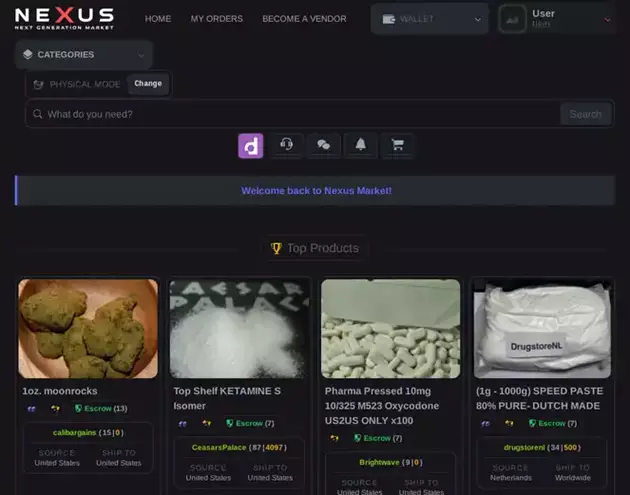 NEXUS
NEXT GENERATION MARKET
HOME
MY ORDERS
BECOME A VENDOR
WALLET
User
CATEGORIES
PHYSICAL MODE
Change
What do you need?
Search
d
Welcome back to Nexus Market!
Top Products
CAESARS
PALACE
DrugstoreNL
1oz. moonrocks
Top Shelf KETAMINE S
Isomer
Pharma Pressed 10mg
10/325 M523 Oxycodone
US2US ONLY x100
(1g - 1000g) SPEED PASTE
80% PURE- DUTCH MADE
Escrow (13)
Escrow (7)
Escrow (7)
Escrow (7)
calibargains (15|0)
CeasarsPalace (87|4097)
Brightwave (9|0)
drugstorenl (34|500)
SOURCE
United States
SHIP TO
United States
SOURCE
United States
SHIP TO
United States
SOURCE
United States
SHIP TO
United States
SOURCE
Netherlands
SHIP TO
Worldwide